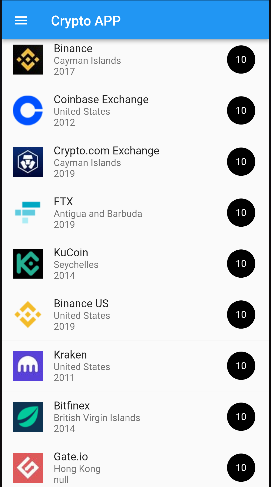 Crypto APP
Binance
Cayman Islands
2017
10
Coinbase Exchange
United States
2012
10
Crypto.com Exchange
Cayman Islands
2019
10
FTX
Antigua and Barbuda
2019
10
KuCoin
Seychelles
2014
10
Binance US
United States
2019
10
Kraken
United States
2011
10
Bitfinex
British Virgin Islands
2014
10
Gate.io
Hong Kong
null
10